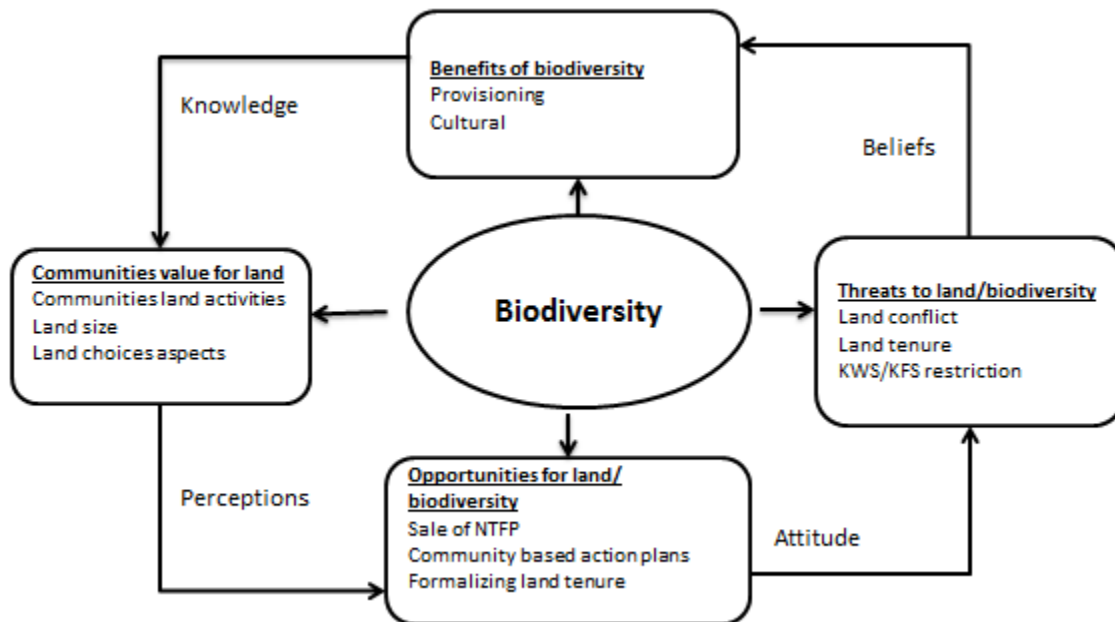 Benefits of biodiversity
Provisioning
Cultural
Knowledge
Beliefs
Communities value for land
Communities land activities
Land size
Land choices aspects
Biodiversity
Threats to land/biodiversity
Land conflict
Land tenure
KWS/KFS restriction
Perceptions
Opportunities for land/
biodiversity
Sale of NTFP
Community based action plans
Formalizing land tenure
Attitude